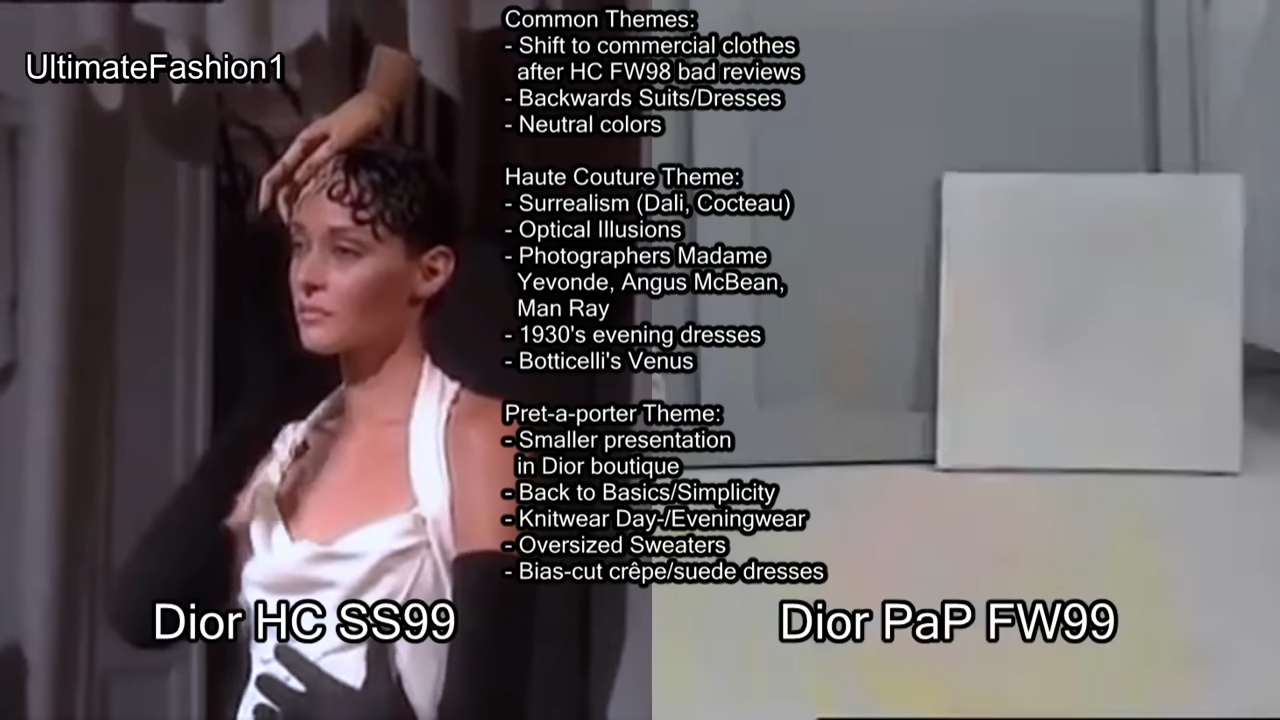 UltimateFashion1
Common Themes:
- Shift to commercial clothes
after HC FW98 bad reviews
- Backwards Suits/Dresses
- Neutral colors
Haute Couture Theme:
- Surrealism (Dali, Cocteau)
- Optical Illusions
- Photographers Madame
Yevonde, Angus McBean,
Man Ray
- 1930's evening dresses
- Botticelli's Venus
Pret-a-porter Theme:
- Smaller presentation
in Dior boutique
- Back to Basics/Simplicity
- Knitwear Day-/Eveningwear
- Oversized Sweaters
- Bias-cut crêpe/suede dresses
Dior HC SS99
Dior PaP FW99